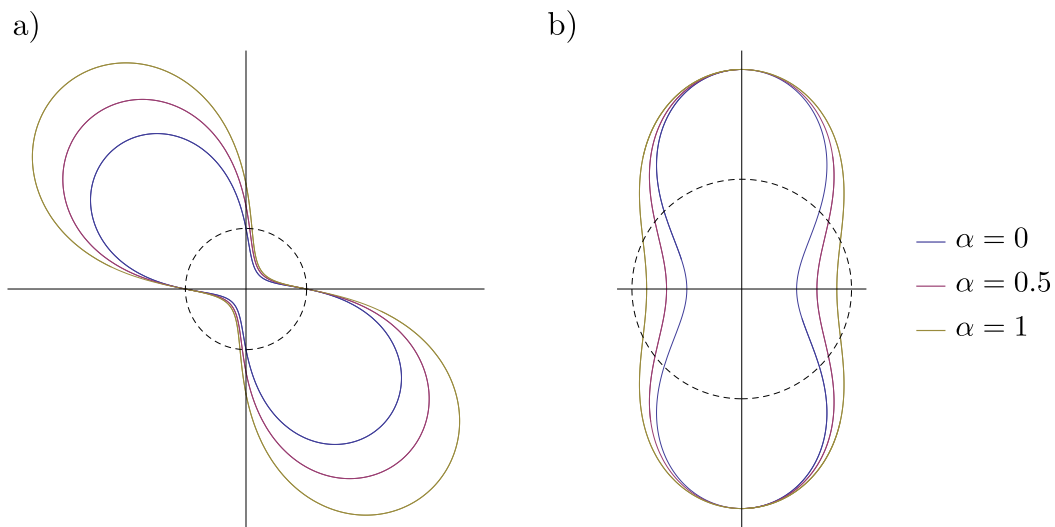 a)
b)
α = 0
α = 0.5
α = 1